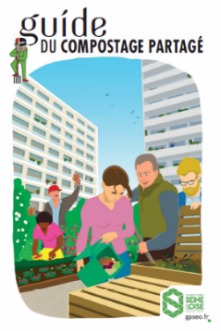 guide
DU COMPOSTAGE PARTAGÉ
SEINE
OISE
gpseo.fr